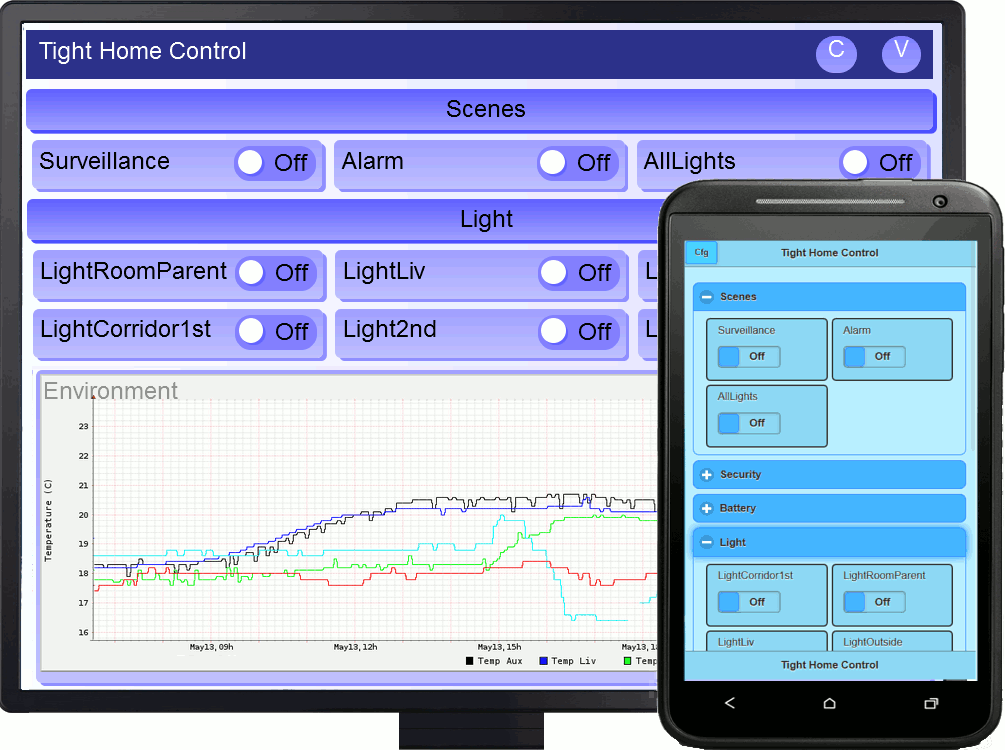 Tight Home Control
C
V
Scenes
Surveillance Off
Alarm Off
AllLights Off
Light
LightRoomParent Off
LightLiv Off
L
LightCorridor1st Off
Light2nd Off
L
Environment
Temperature (C)
23
22
21
20
19
18
17
16
May13,09h
May13,12h
May13,15h
May13,18
Temp Aux
Temp Liv
Temp
Cfg
Tight Home Control
Scenes
Surveillance
Alarm
Off
Off
AllLights
Off
Security
Battery
Light
LightCorridor1st
LightRoomParent
Off
Off
LightLiv
LightOutside
Tight Home Control